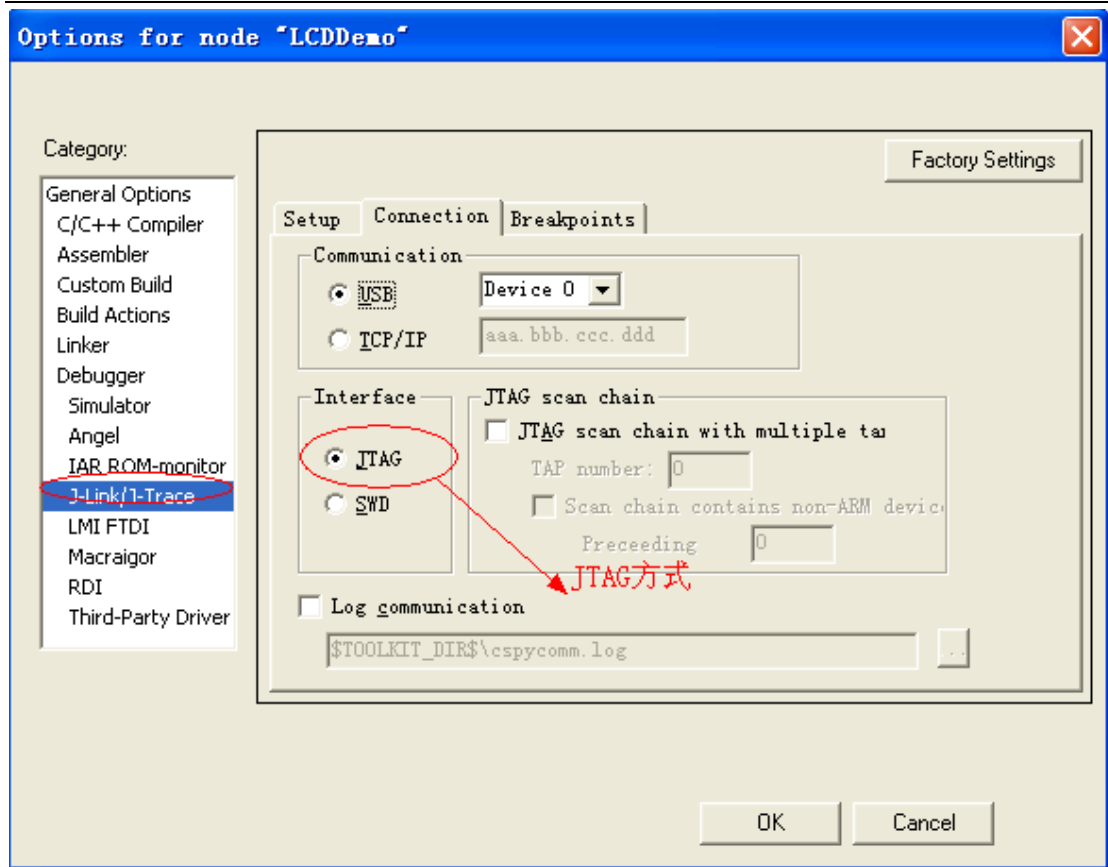 Options for node "LCDDemo"
Category:
Factory Settings
General Options
C/C++ Compiler
Assembler
Custom Build
Build Actions
Linker
Debugger
Simulator
Angel
IAR ROM-monitor
J-Link/J-Trace
LMI FTDI
Macraigor
RDI
Third-Party Driver
Setup Connection Breakpoints
Communication
USB Device 0
TCP/IP aaa.bbb.ccc.ddd
Interface
JTAG
SWD
JTAG scan chain
JTAG scan chain with multiple ta
TAP number: 0
Scan chain contains non-ARM device
Preceeding 0
JTAG方式
Log communication
$TOOLKIT_DIR$\cspycomm.log ...
OK Cancel